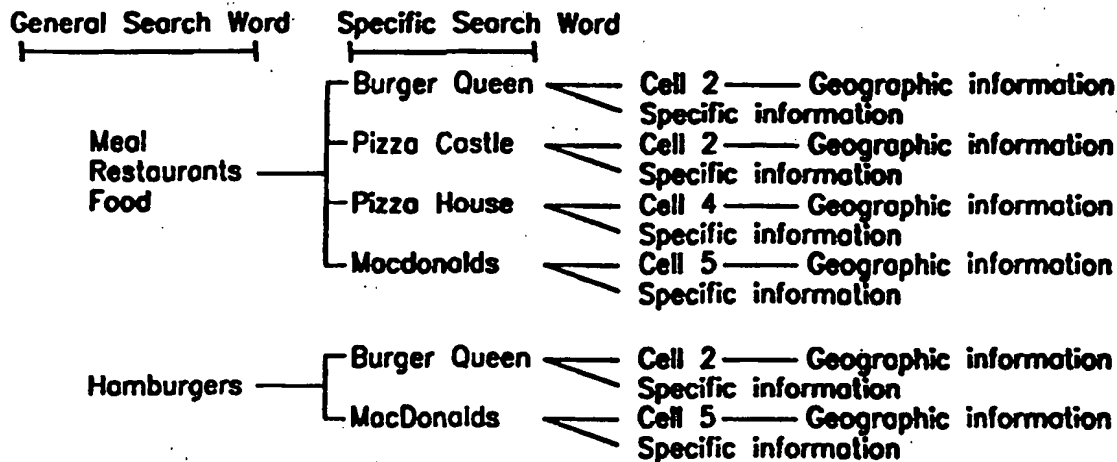 General Search Word Specific Search Word
Burger Queen Cell 2 Geographic information
Specific information
Meal Pizza Castle Cell 2 Geographic information
Restaurants Specific information
Food Pizza House Cell 4 Geographic information
Specific information
Macdonalds Cell 5 Geographic information
Specific information
Burger Queen Cell 2 Geographic information
Hamburgers Specific information
MacDonalds Cell 5 Geographic information
Specific information